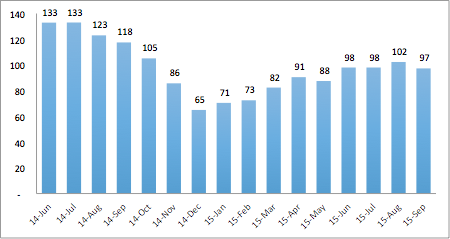 140
120
100
80
60
40
20
-
133
133
123
118
105
86
65
71
73
82
91
88
98
98
102
97
14-Jun
14-Jul
14-Aug
14-Sep
14-Oct
14-Nov
14-Dec
15-Jan
15-Feb
15-Mar
15-Apr
15-May
15-Jun
15-Jul
15-Aug
15-Sep